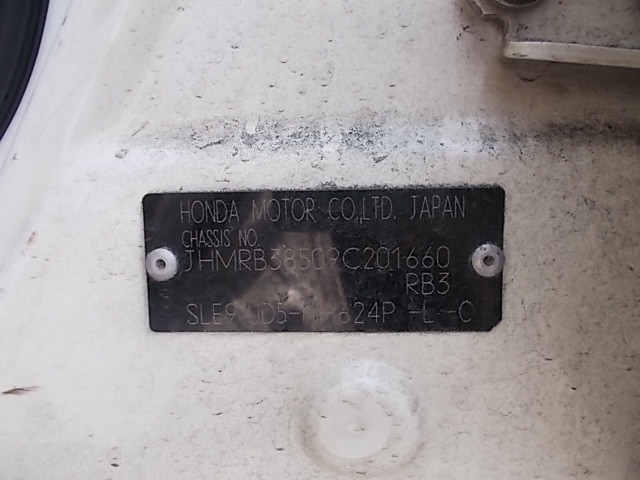 HONDA MOTOR CO.,LTD. JAPAN
CHASSIS NO.
JHMRB38509C201660
RB3
-L -C